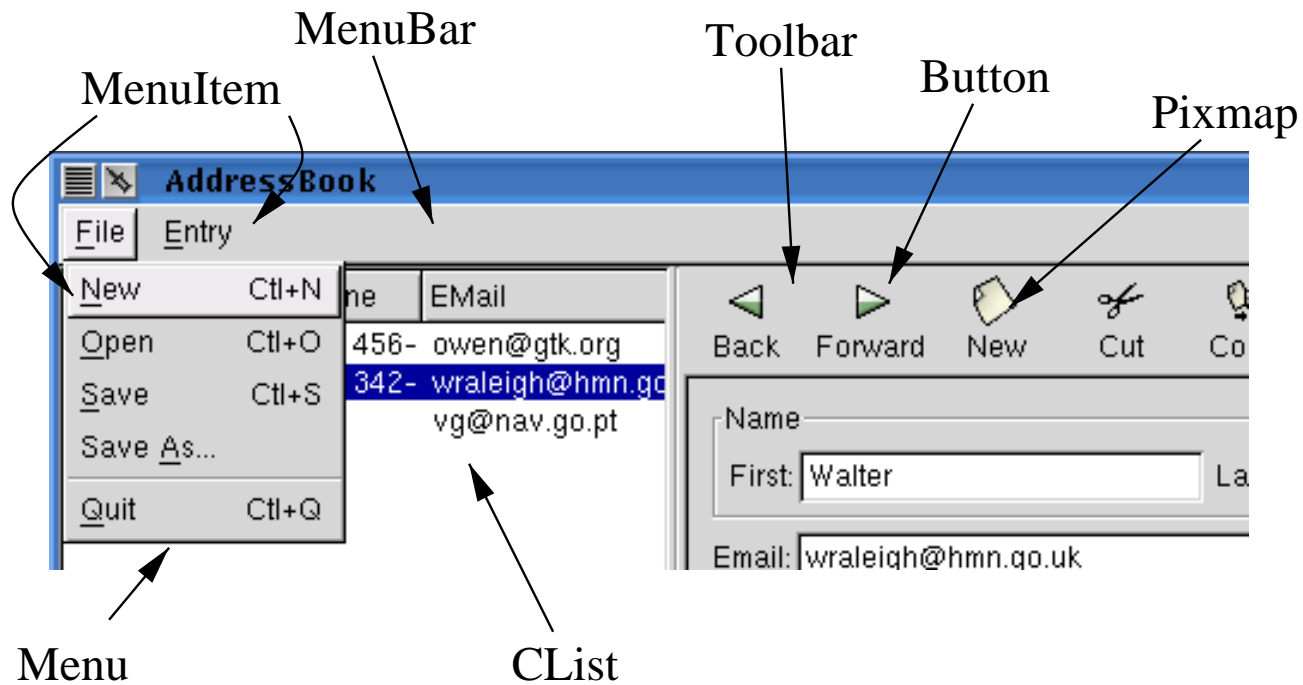 MenuBar
Toolbar
Button
MenuItem
Pixmap
AddressBook
File Entry
New Ctl+N
Open Ctl+O
Save Ctl+S
Save As...
Quit Ctl+Q
ne EMail
456- owen@gtk.org
342- wraleigh@hmn.go
vg@nav.go.pt
Back Forward New Cut Co
Name
First: Walter La
Email: wraleigh@hmn.go.uk
Menu
CList